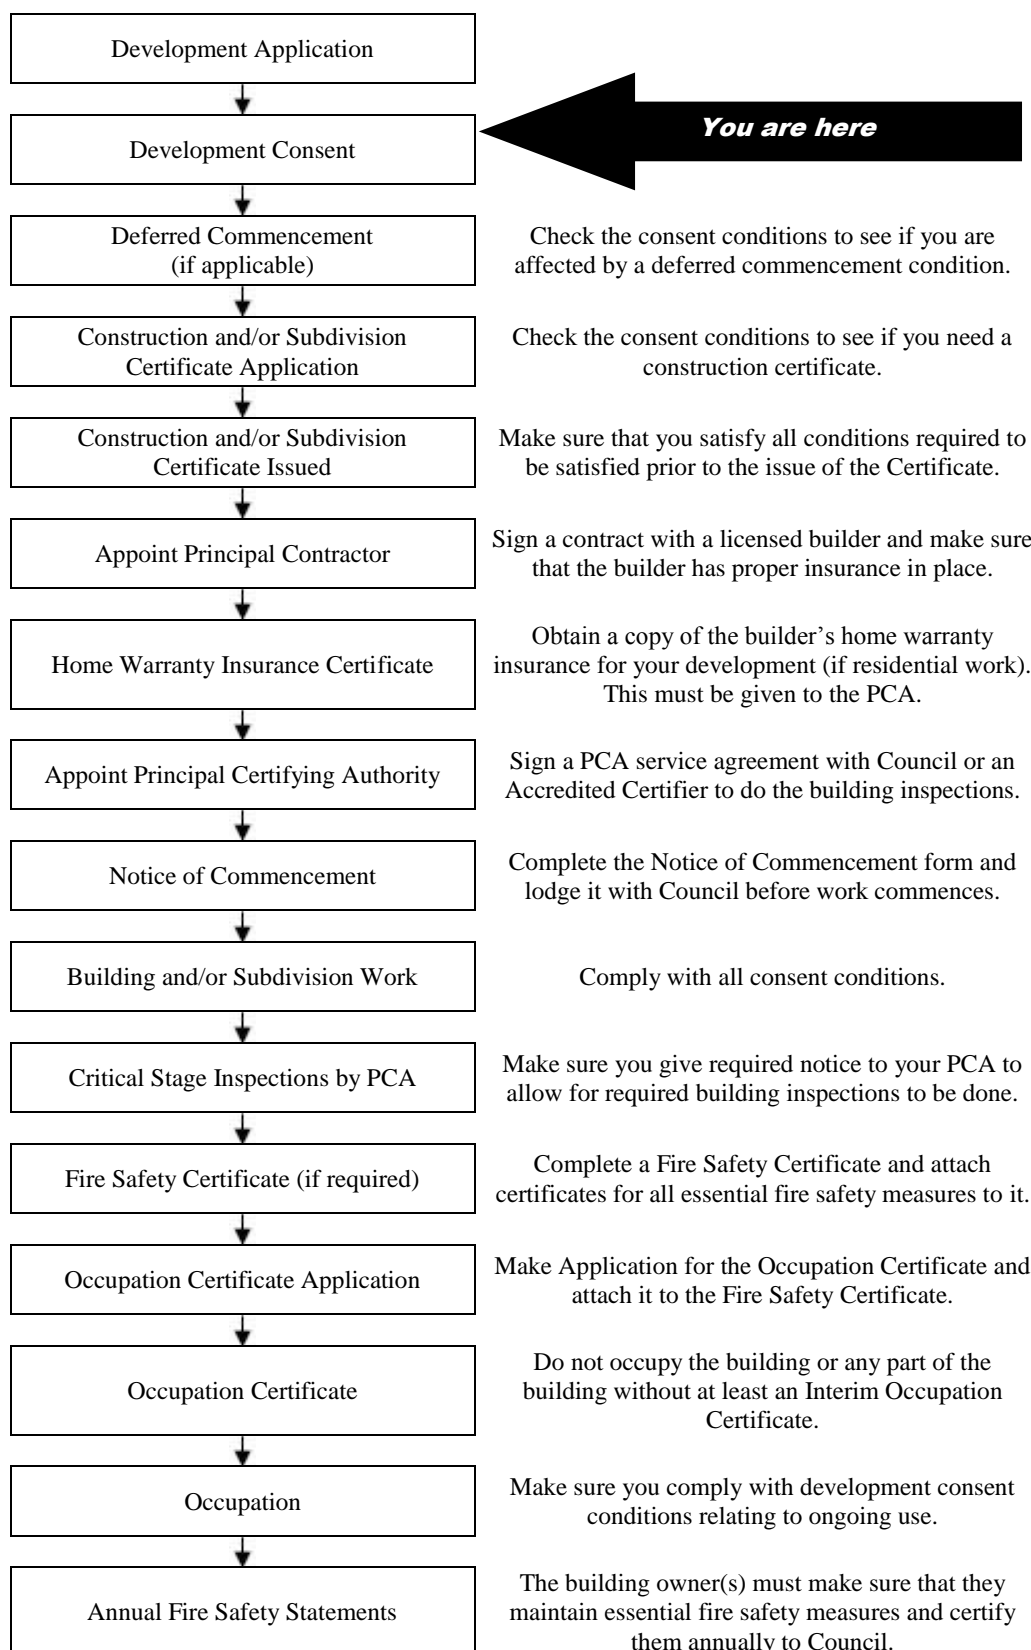 Development Application
Development Consent
You are here
Deferred Commencement
(if applicable)
Check the consent conditions to see if you are
affected by a deferred commencement condition.
Construction and/or Subdivision
Certificate Application
Check the consent conditions to see if you need a
construction certificate.
Construction and/or Subdivision
Certificate Issued
Make sure that you satisfy all conditions required to
be satisfied prior to the issue of the Certificate.
Appoint Principal Contractor
Sign a contract with a licensed builder and make sure
that the builder has proper insurance in place.
Home Warranty Insurance Certificate
Obtain a copy of the builder’s home warranty
insurance for your development (if residential work).
This must be given to the PCA.
Appoint Principal Certifying Authority
Sign a PCA service agreement with Council or an
Accredited Certifier to do the building inspections.
Notice of Commencement
Complete the Notice of Commencement form and
lodge it with Council before work commences.
Building and/or Subdivision Work
Comply with all consent conditions.
Critical Stage Inspections by PCA
Make sure you give required notice to your PCA to
allow for required building inspections to be done.
Fire Safety Certificate (if required)
Complete a Fire Safety Certificate and attach
certificates for all essential fire safety measures to it.
Occupation Certificate Application
Make Application for the Occupation Certificate and
attach it to the Fire Safety Certificate.
Occupation Certificate
Do not occupy the building or any part of the
building without at least an Interim Occupation
Certificate.
Occupation
Make sure you comply with development consent
conditions relating to ongoing use.
Annual Fire Safety Statements
The building owner(s) must make sure that they
maintain essential fire safety measures and certify
them annually to Council.